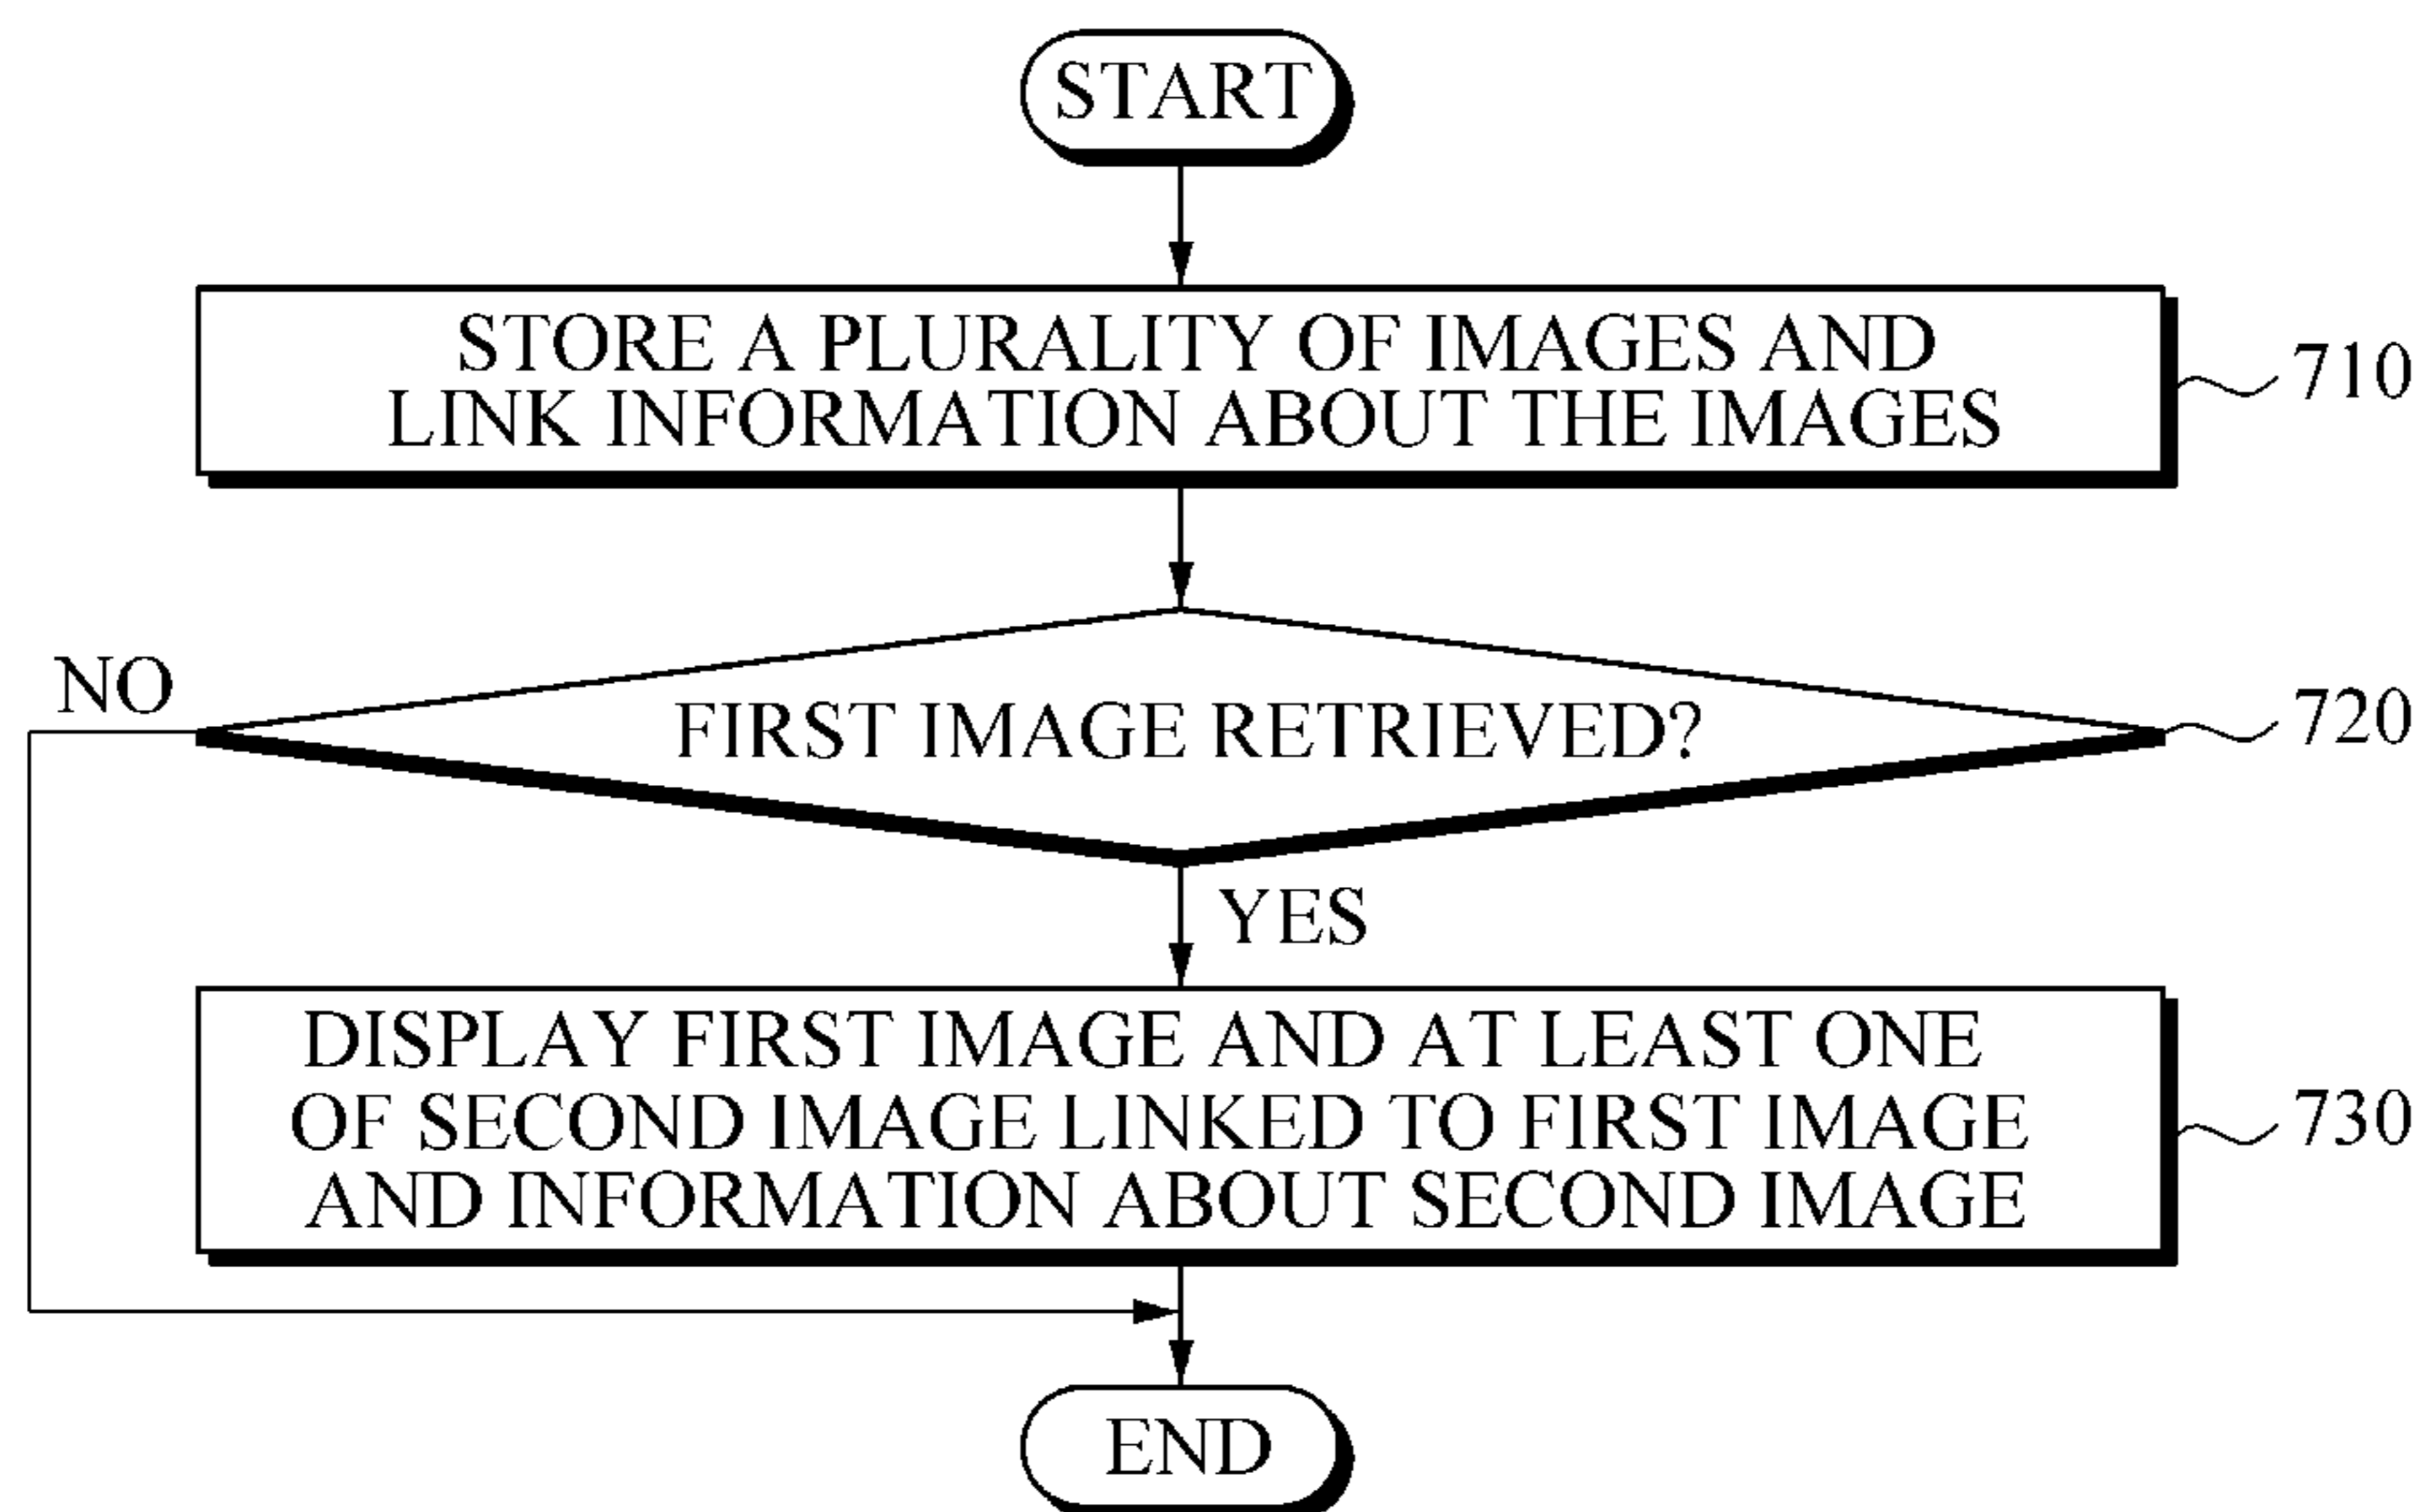 START
STORE A PLURALITY OF IMAGES AND
LINK INFORMATION ABOUT THE IMAGES
710
NO
FIRST IMAGE RETRIEVED?
720
YES
DISPLAY FIRST IMAGE AND AT LEAST ONE
OF SECOND IMAGE LINKED TO FIRST IMAGE
AND INFORMATION ABOUT SECOND IMAGE
730
END